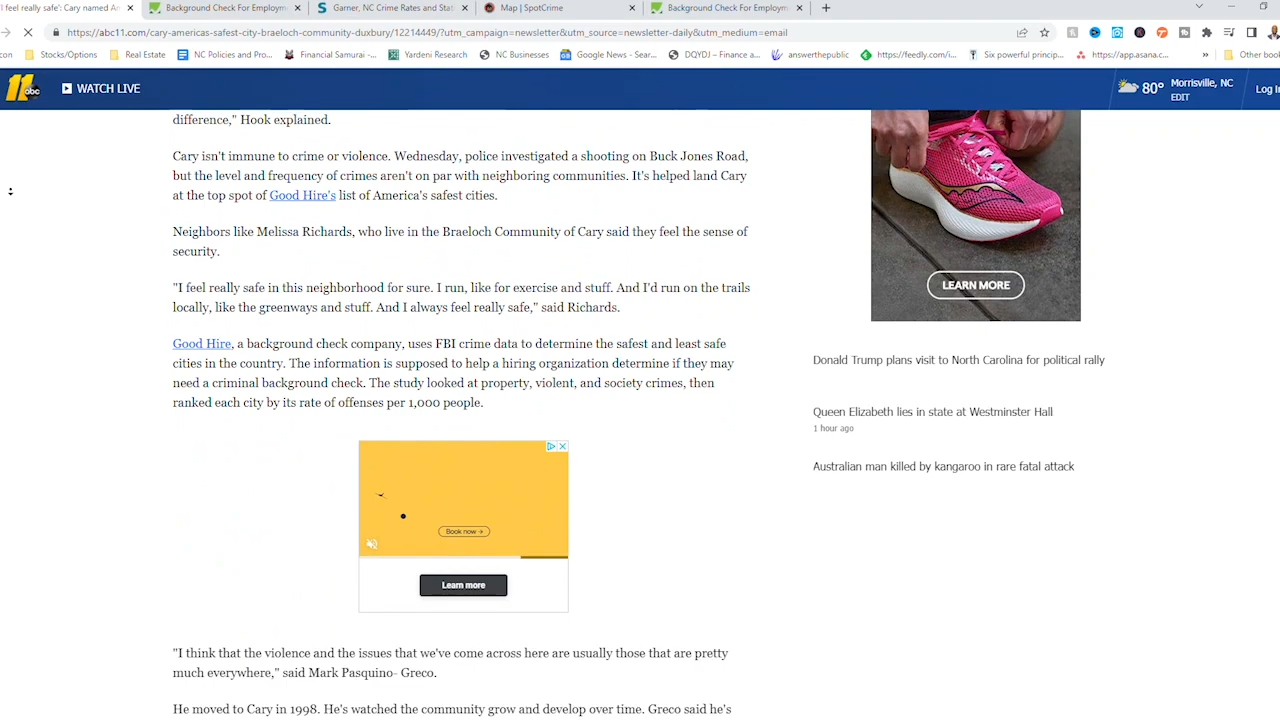 I feel really safe': Cary named An
Background Check For Employm
Garner, NC Crime Rates and Stat
Map | SpotCrime
Background Check For Employm
https://abc11.com/cary-americas-safest-city-braeloch-community-duxbury/12214449/?utm_campaign=newsletter&utm_source=newsletter-daily&utm_medium=email
con
Stocks/Options
Real Estate
NC Policies and Pro...
Financial Samurai -...
Yardeni Research
NC Businesses
Google News - Sear...
DQYDJ – Finance a...
answerthepublic
https://feedly.com/i...
Six powerful princip...
https://app.asana.c...
Other book
11 abc
WATCH LIVE
80°
Morrisville, NC
EDIT
Log In
difference," Hook explained.
Cary isn't immune to crime or violence. Wednesday, police investigated a shooting on Buck Jones Road,
but the level and frequency of crimes aren't on par with neighboring communities. It's helped land Cary
at the top spot of Good Hire's list of America's safest cities.
Neighbors like Melissa Richards, who live in the Braeloch Community of Cary said they feel the sense of
security.
"I feel really safe in this neighborhood for sure. I run, like for exercise and stuff. And I'd run on the trails
locally, like the greenways and stuff. And I always feel really safe," said Richards.
Good Hire, a background check company, uses FBI crime data to determine the safest and least safe
cities in the country. The information is supposed to help a hiring organization determine if they may
need a criminal background check. The study looked at property, violent, and society crimes, then
ranked each city by its rate of offenses per 1,000 people.
Book now →
Learn more
"I think that the violence and the issues that we've come across here are usually those that are pretty
much everywhere," said Mark Pasquino- Greco.
He moved to Cary in 1998. He's watched the community grow and develop over time. Greco said he's
LEARN MORE
Donald Trump plans visit to North Carolina for political rally
Queen Elizabeth lies in state at Westminster Hall
1 hour ago
Australian man killed by kangaroo in rare fatal attack